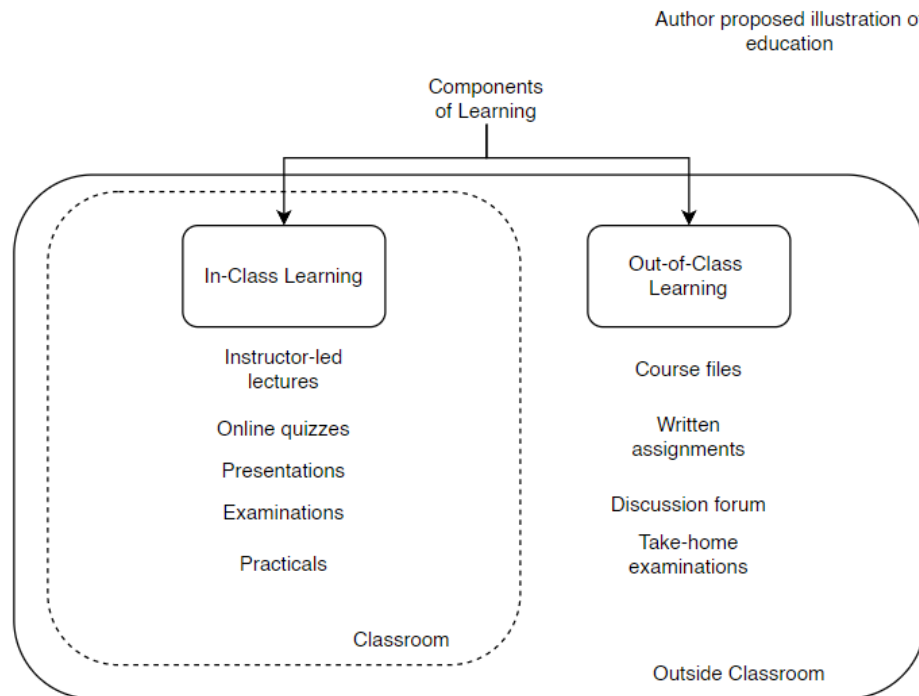 Author proposed illustration o
education
Components
of Learning
In-Class Learning
Instructor-led
lectures
Online quizzes
Presentations
Examinations
Practicals
Classroom
Out-of-Class
Learning
Course files
Written
assignments
Discussion forum
Take-home
examinations
Outside Classroom